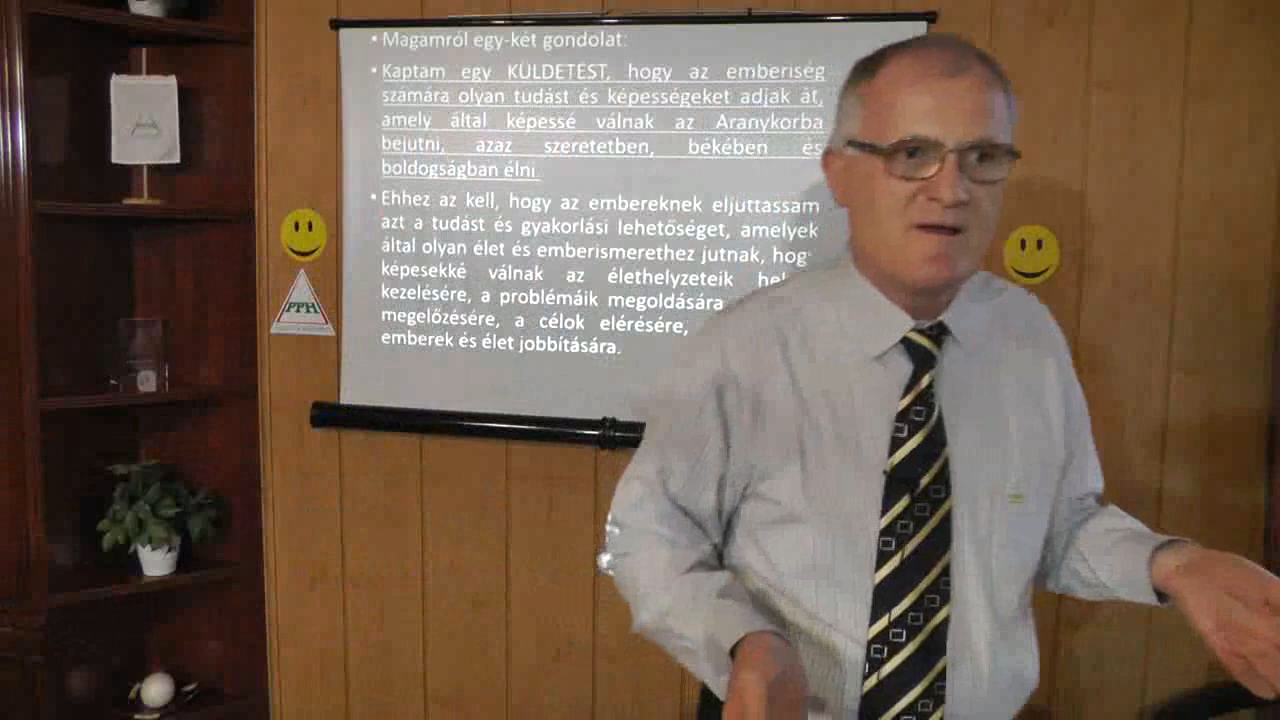 • Magamról egy-két gondolat:
• Kaptam egy KÜLDETÉST, hogy az emberiség
számára olyan tudást és képességeket adjak át,
amely által képessé válnak az Aranykorba
bejutni, azaz szeretetben, békében és
boldogságban élni.
• Ehhez az kell, hogy az embereknek eljuttassam
azt a tudást és gyakorlási lehetőséget, amelyek
által olyan élet és emberismerethez jutnak, hog
képesekké válnak az élethelyzeteik hel
kezelésére, a problémáik megoldására
megelőzésére, a célok elérésére,
emberek és élet jobbítására.
PPH